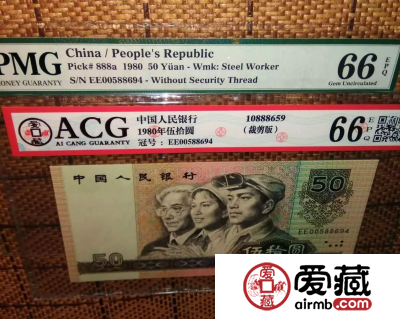 PMG
MONEY GUARANTY
China / People's Republic
Pick# 888a 1980 50 Yüan - Wmk: Steel Worker
S/N EE00588694 - Without Security Thread
66 EPQ
Gem Uncirculated
ACG
AI CANG GUARANTY
中国人民银行 10888659
1980年伍拾圆 (裁剪版)
冠号：EE00588694
66 EPQ
中国人民银行
50
EE00588694
伍拾圆
50
爱藏
airmb.com